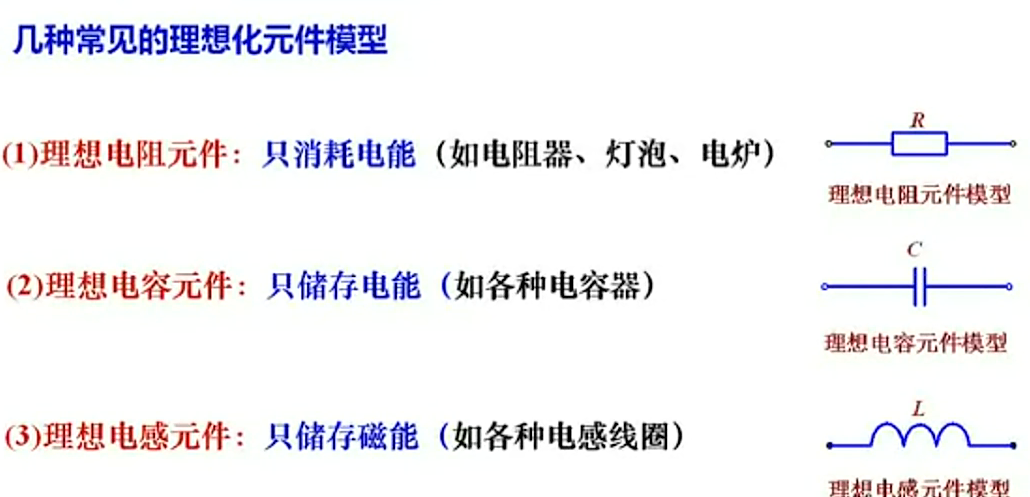 几种常见的理想化元件模型
(1)理想电阻元件：只消耗电能（如电阻器、灯泡、电炉）
R
理想电阻元件模型
(2)理想电容元件：只储存电能（如各种电容器）
C
理想电容元件模型
(3)理想电感元件：只储存磁能（如各种电感线圈）
L
理想电感元件模型